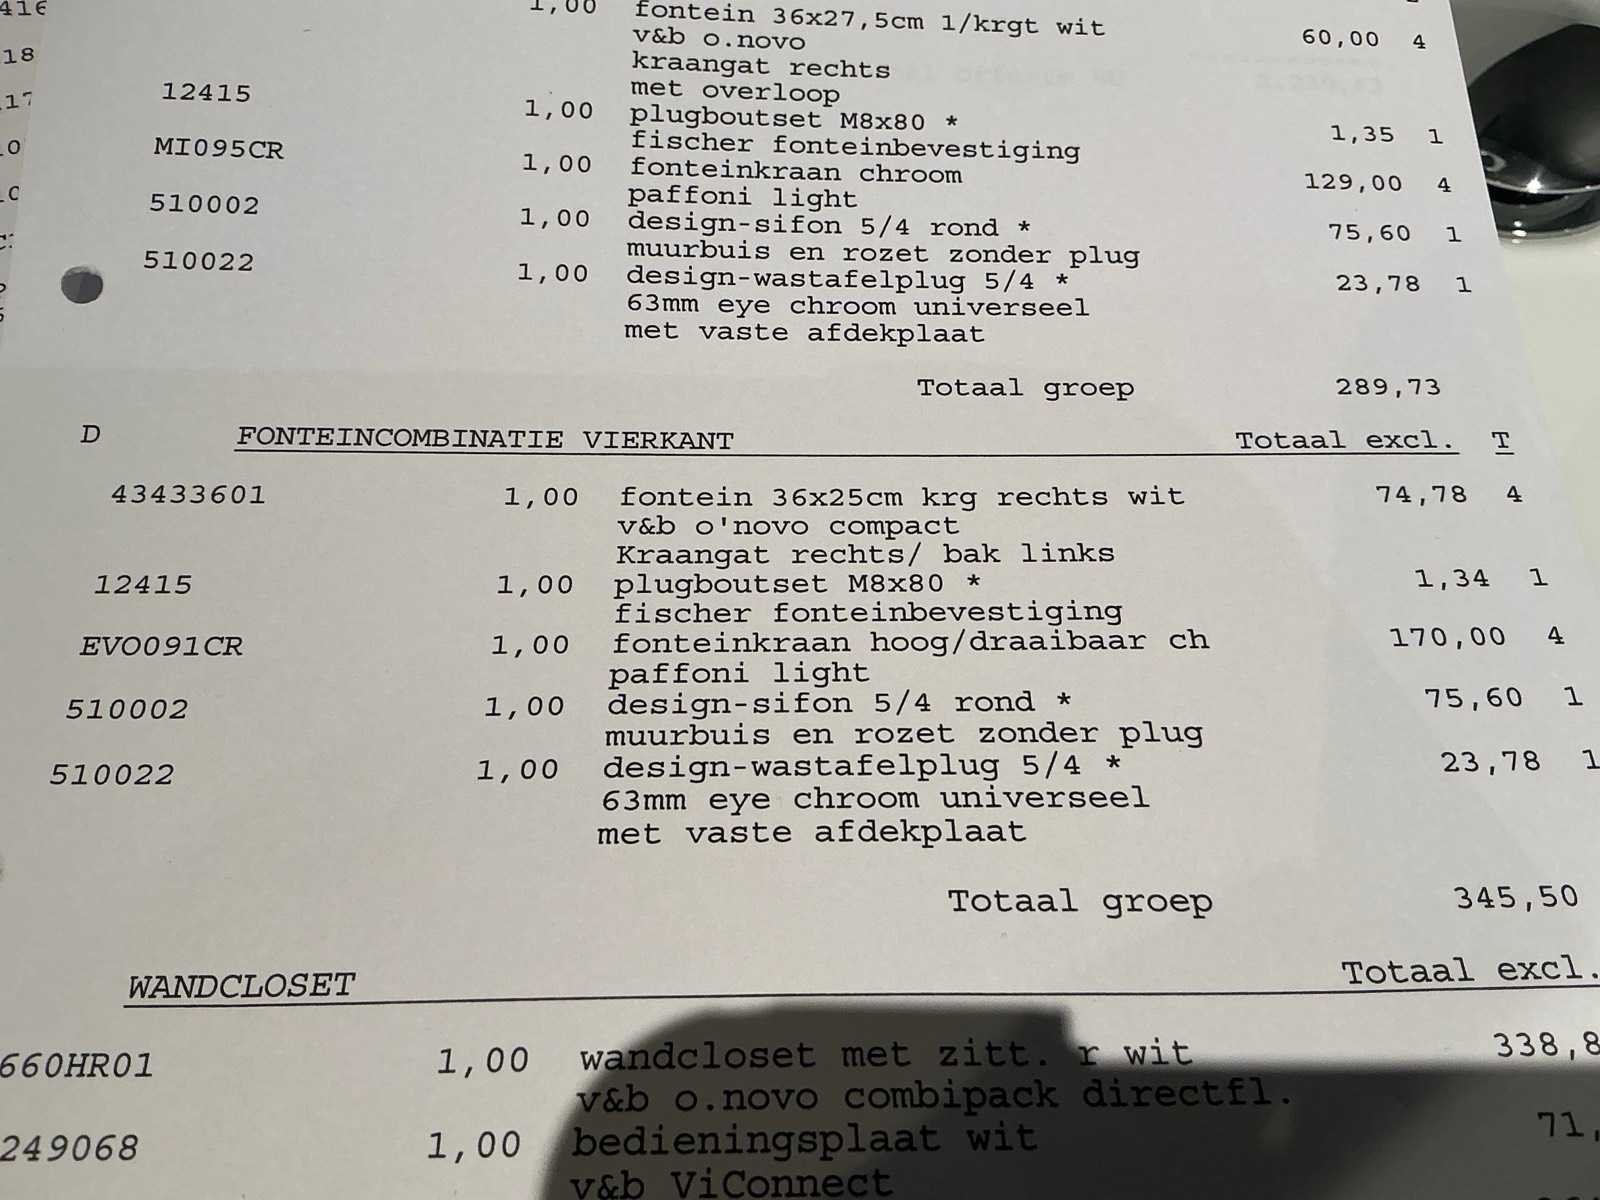 416
1,00 fontein 36x27,5cm 1/krgt wit 60,00 4
18 v&b o.novo
kraangat rechts
17 12415 met overloop
1,00 plugboutset M8x80 * 1,35 1
MI095CR fischer fonteinbevestiging
1,00 fonteinkraan chroom 129,00 4
510002 paffoni light
1,00 design-sifon 5/4 rond * 75,60 1
muurbuis en rozet zonder plug
510022 1,00 design-wastafelplug 5/4 * 23,78 1
63mm eye chroom universeel
met vaste afdekplaat
Totaal groep 289,73
D FONTEINCOMBINATIE VIERKANT Totaal excl. T
43433601 1,00 fontein 36x25cm krg rechts wit 74,78 4
v&b o'novo compact
Kraangat rechts/ bak links
12415 1,00 plugboutset M8x80 * 1,34 1
fischer fonteinbevestiging
EVO091CR 1,00 fonteinkraan hoog/draaibaar ch 170,00 4
paffoni light
510002 1,00 design-sifon 5/4 rond * 75,60 1
muurbuis en rozet zonder plug
510022 1,00 design-wastafelplug 5/4 * 23,78 1
63mm eye chroom universeel
met vaste afdekplaat
Totaal groep 345,50
WANDCLOSET Totaal excl.
660HR01 1,00 wandcloset met zitt. r wit 338,8
v&b o.novo combipack directfl.
249068 1,00 bedieningsplaat wit 71,
v&b ViConnect